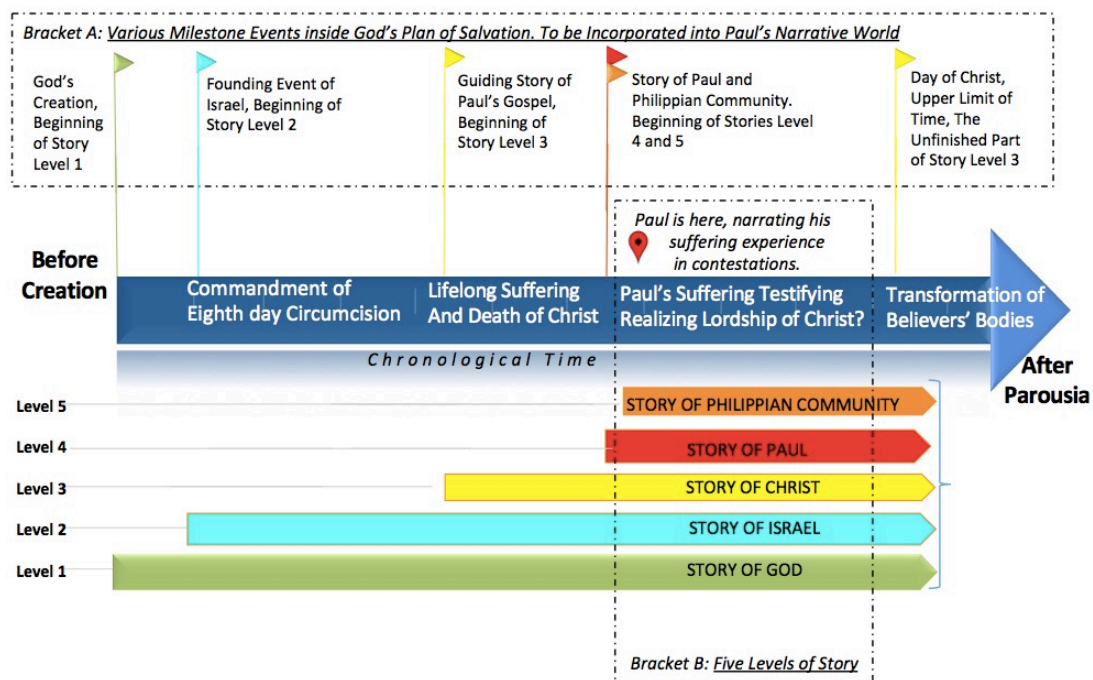 Bracket A: Various Milestone Events inside God's Plan of Salvation. To be Incorporated into Paul's Narrative World
God's
Creation,
Beginning
of Story
Level 1
Founding Event of
Israel, Beginning of
Story Level 2
Guiding Story of
Paul's Gospel,
Beginning of
Story Level 3
Story of Paul and
Philippian Community.
Beginning of Stories Level
4 and 5
Day of Christ,
Upper Limit of
Time, The
Unfinished Part
of Story Level 3
Paul is here, narrating his
suffering experience
in contestations.
Before
Creation
Commandment of
Eighth day Circumcision
Lifelong Suffering
And Death of Christ
Paul's Suffering Testifying
Realizing Lordship of Christ?
Transformation of
Believers' Bodies
Chronological Time
After
Parousia
Level 5
STORY OF PHILIPPIAN COMMUNITY
Level 4
STORY OF PAUL
Level 3
STORY OF CHRIST
Level 2
STORY OF ISRAEL
Level 1
STORY OF GOD
Bracket B: Five Levels of Story